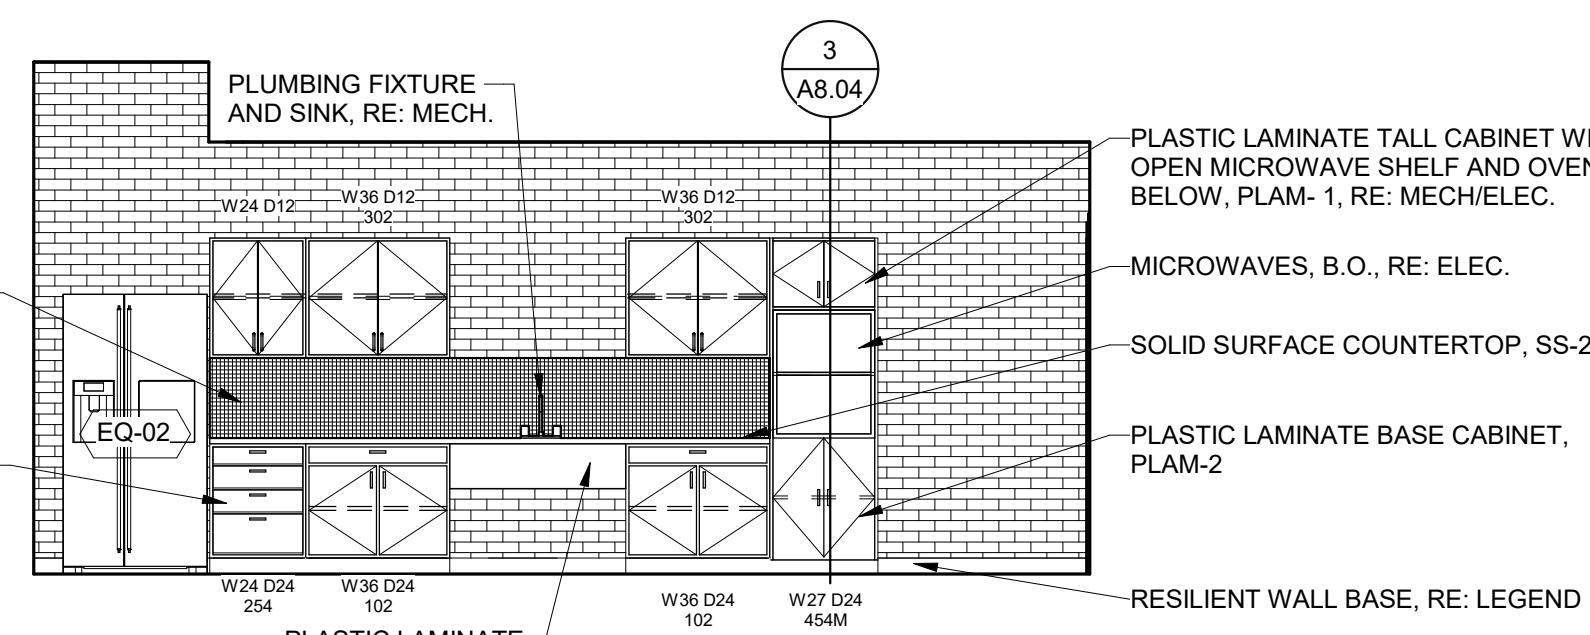 3
A8.04
PLUMBING FIXTURE
AND SINK, RE: MECH.
PLASTIC LAMINATE TALL CABINET
OPEN MICROWAVE SHELF AND OVEN
BELOW, PLAM- 1, RE: MECH/ELEC.
W24 D12
W36 D12
302
W36 D12
302
MICROWAVES, B.O., RE: ELEC.
SOLID SURFACE COUNTERTOP, SS-2
EQ-02
PLASTIC LAMINATE BASE CABINET,
PLAM-2
W24 D24
254
W36 D24
102
W36 D24
102
W27 D24
454M
RESILIENT WALL BASE, RE: LEGEND
PLASTIC LAMINATE